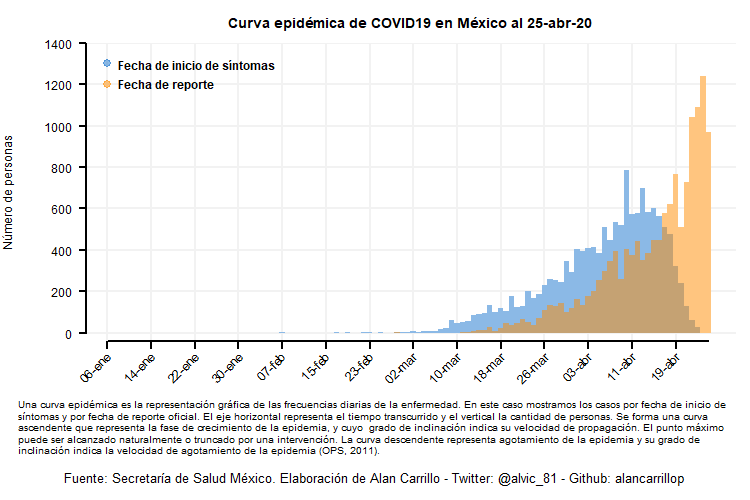 Curva epidémica de COVID19 en México al 25-abr-20
1400
1200
1000
800
600
400
200
0
Número de personas
Fecha de inicio de síntomas
Fecha de reporte
06-ene
14-ene
22-ene
30-ene
07-feb
15-feb
23-feb
02-mar
10-mar
18-mar
26-mar
03-abr
11-abr
19-abr
Una curva epidémica es la representación gráfica de las frecuencias diarias de la enfermedad. En este caso mostramos los casos por fecha de inicio de
síntomas y por fecha de reporte oficial. El eje horizontal representa el tiempo transcurrido y el vertical la cantidad de personas. Se forma una curva
ascendente que representa la fase de crecimiento de la epidemia, y cuyo grado de inclinación indica su velocidad de propagación. El punto máximo
puede ser alcanzado naturalmente o truncado por una intervención. La curva descendente representa agotamiento de la epidemia y su grado de
inclinación indica la velocidad de agotamiento de la epidemia (OPS, 2011).
Fuente: Secretaría de Salud México. Elaboración de Alan Carrillo - Twitter: @alvic_81 - Github: alancarrillop